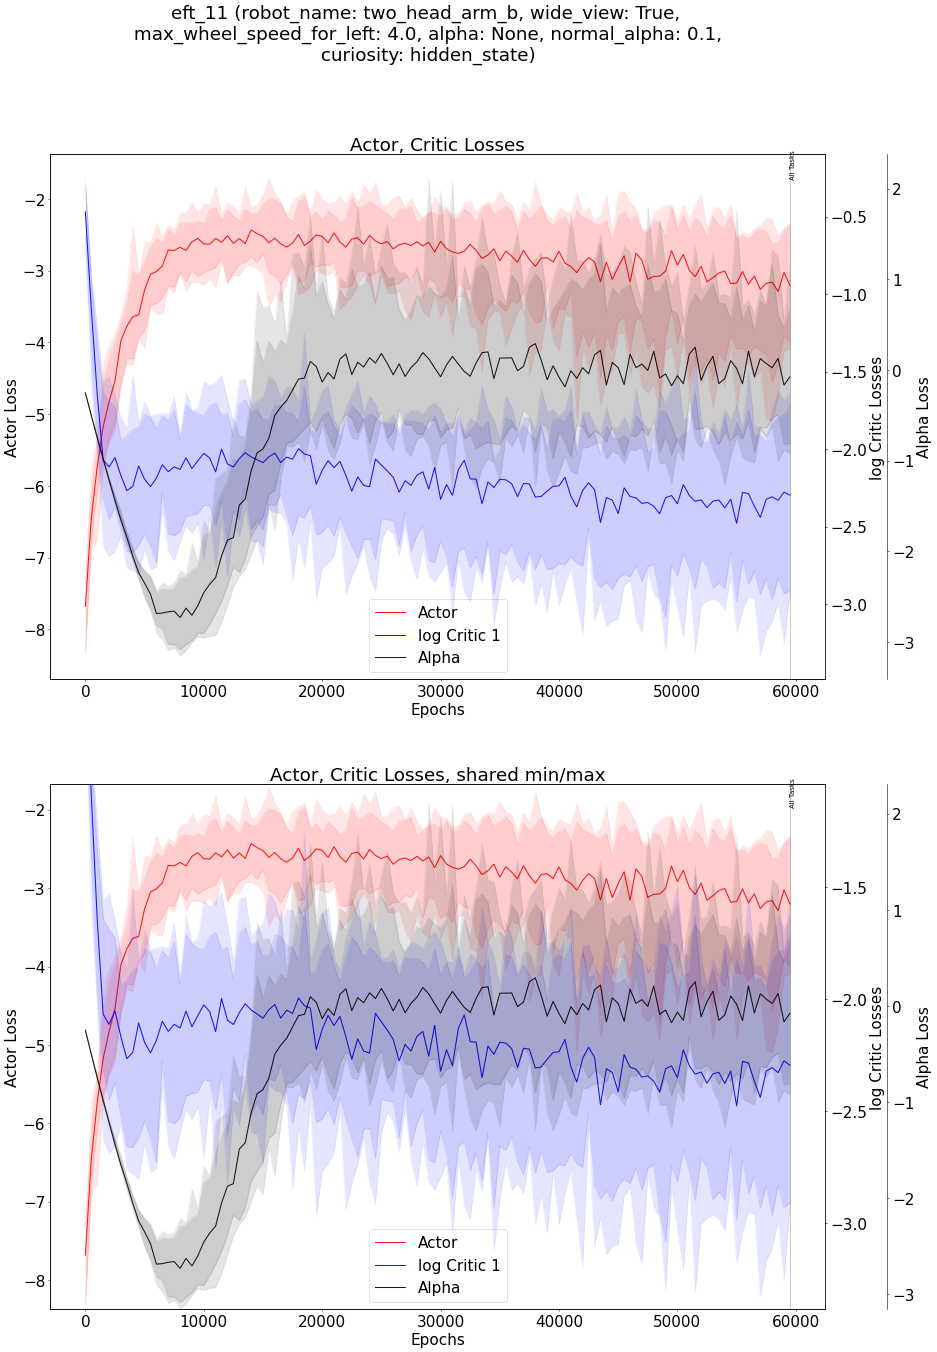 eft_11 (robot_name: two_head_arm_b, wide_view: True,
max_wheel_speed_for_left: 4.0, alpha: None, normal_alpha: 0.1,
curiosity: hidden_state)
Actor, Critic Losses
All Tasks
−2
−3
−4
−5
−6
−7
−8
Actor Loss
−0.5
−1.0
−1.5
−2.0
−2.5
−3.0
log Critic Losses
2
1
0
−1
−2
−3
Alpha Loss
Actor
log Critic 1
Alpha
0 10000 20000 30000 40000 50000 60000
Epochs
Actor, Critic Losses, shared min/max
All Tasks
−2
−3
−4
−5
−6
−7
−8
Actor Loss
−1.5
−2.0
−2.5
−3.0
log Critic Losses
2
1
0
−1
−2
−3
Alpha Loss
Actor
log Critic 1
Alpha
0 10000 20000 30000 40000 50000 60000
Epochs